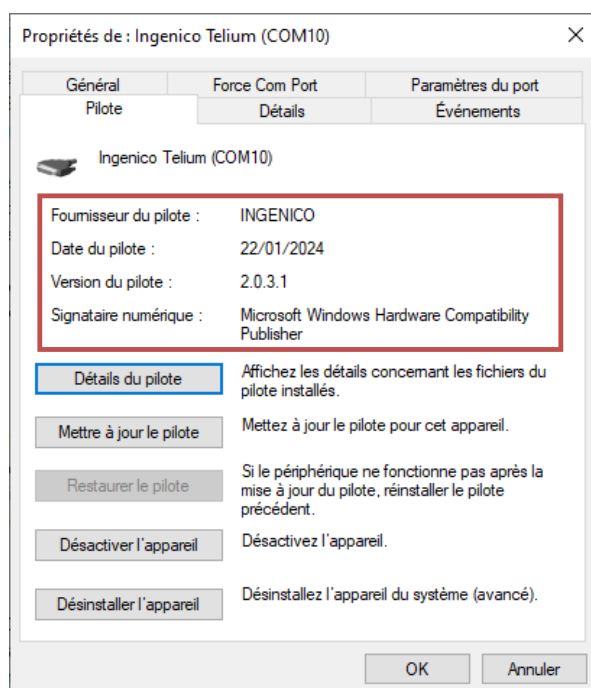 Propriétés de : Ingenico Telium (COM10)
Général Force Com Port Paramètres du port
Pilote Détails Événements
Ingenico Telium (COM10)
Fournisseur du pilote : INGENICO
Date du pilote : 22/01/2024
Version du pilote : 2.0.3.1
Signataire numérique : Microsoft Windows Hardware Compatibility
Publisher
Détails du pilote
Affichez les détails concernant les fichiers du
pilote installés.
Mettre à jour le pilote
Mettez à jour le pilote pour cet appareil.
Restaurer le pilote
Si le périphérique ne fonctionne pas après la
mise à jour du pilote, réinstaller le pilote
précédent.
Désactiver l'appareil
Désactivez l'appareil.
Désinstaller l'appareil
Désinstallez l'appareil du système (avancé).
OK Annuler